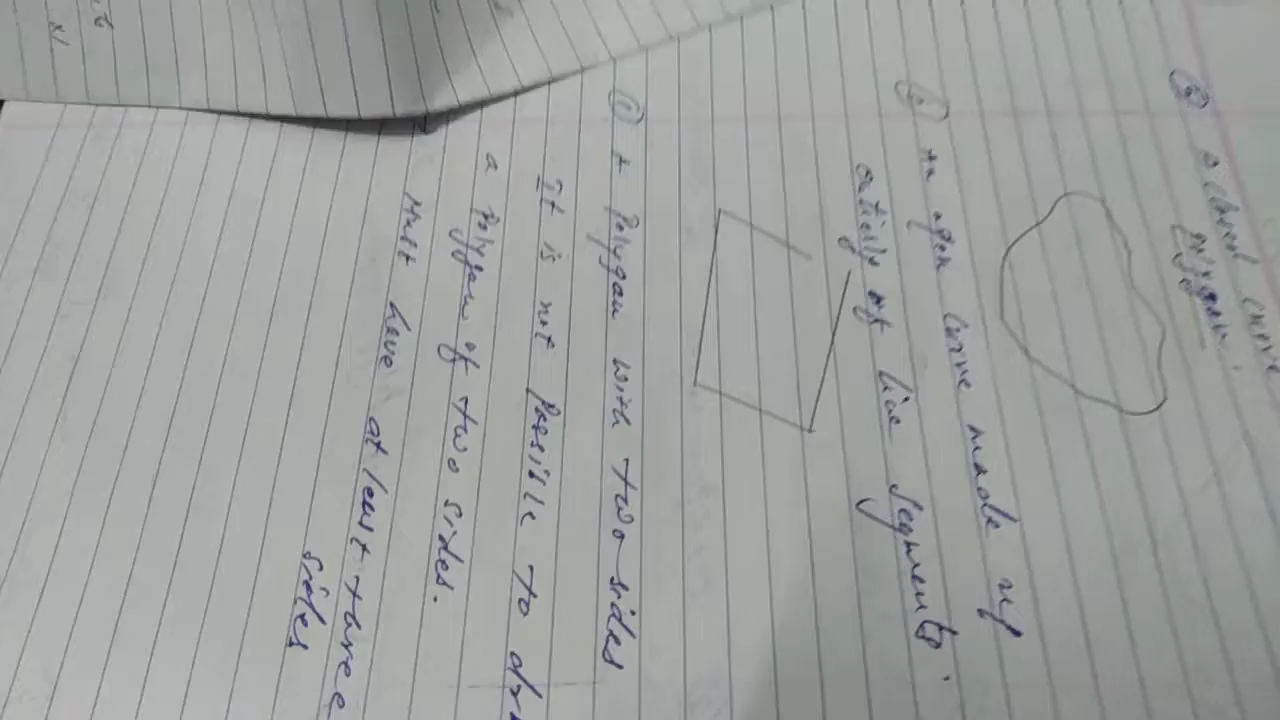 (a) a closed curve
polygon.
(b) An open curve made up
entirely of line segments.
(c) A Polygon with two sides
It is not Possible to dr
a polygon of two sides.
Must have at least three
sides